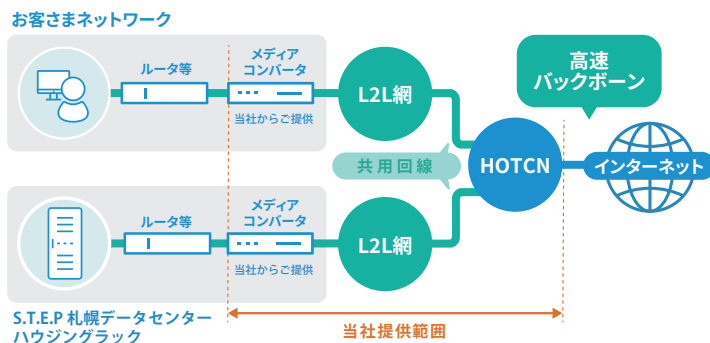 お客さまネットワーク
ルータ等
メディア
コンバータ
当社からご提供
L2L網
高速
バックボーン
共用回線
HOTCN
インターネット
ルータ等
メディア
コンバータ
当社からご提供
L2L網
S.T.E.P 札幌データセンター
ハウジングラック
当社提供範囲